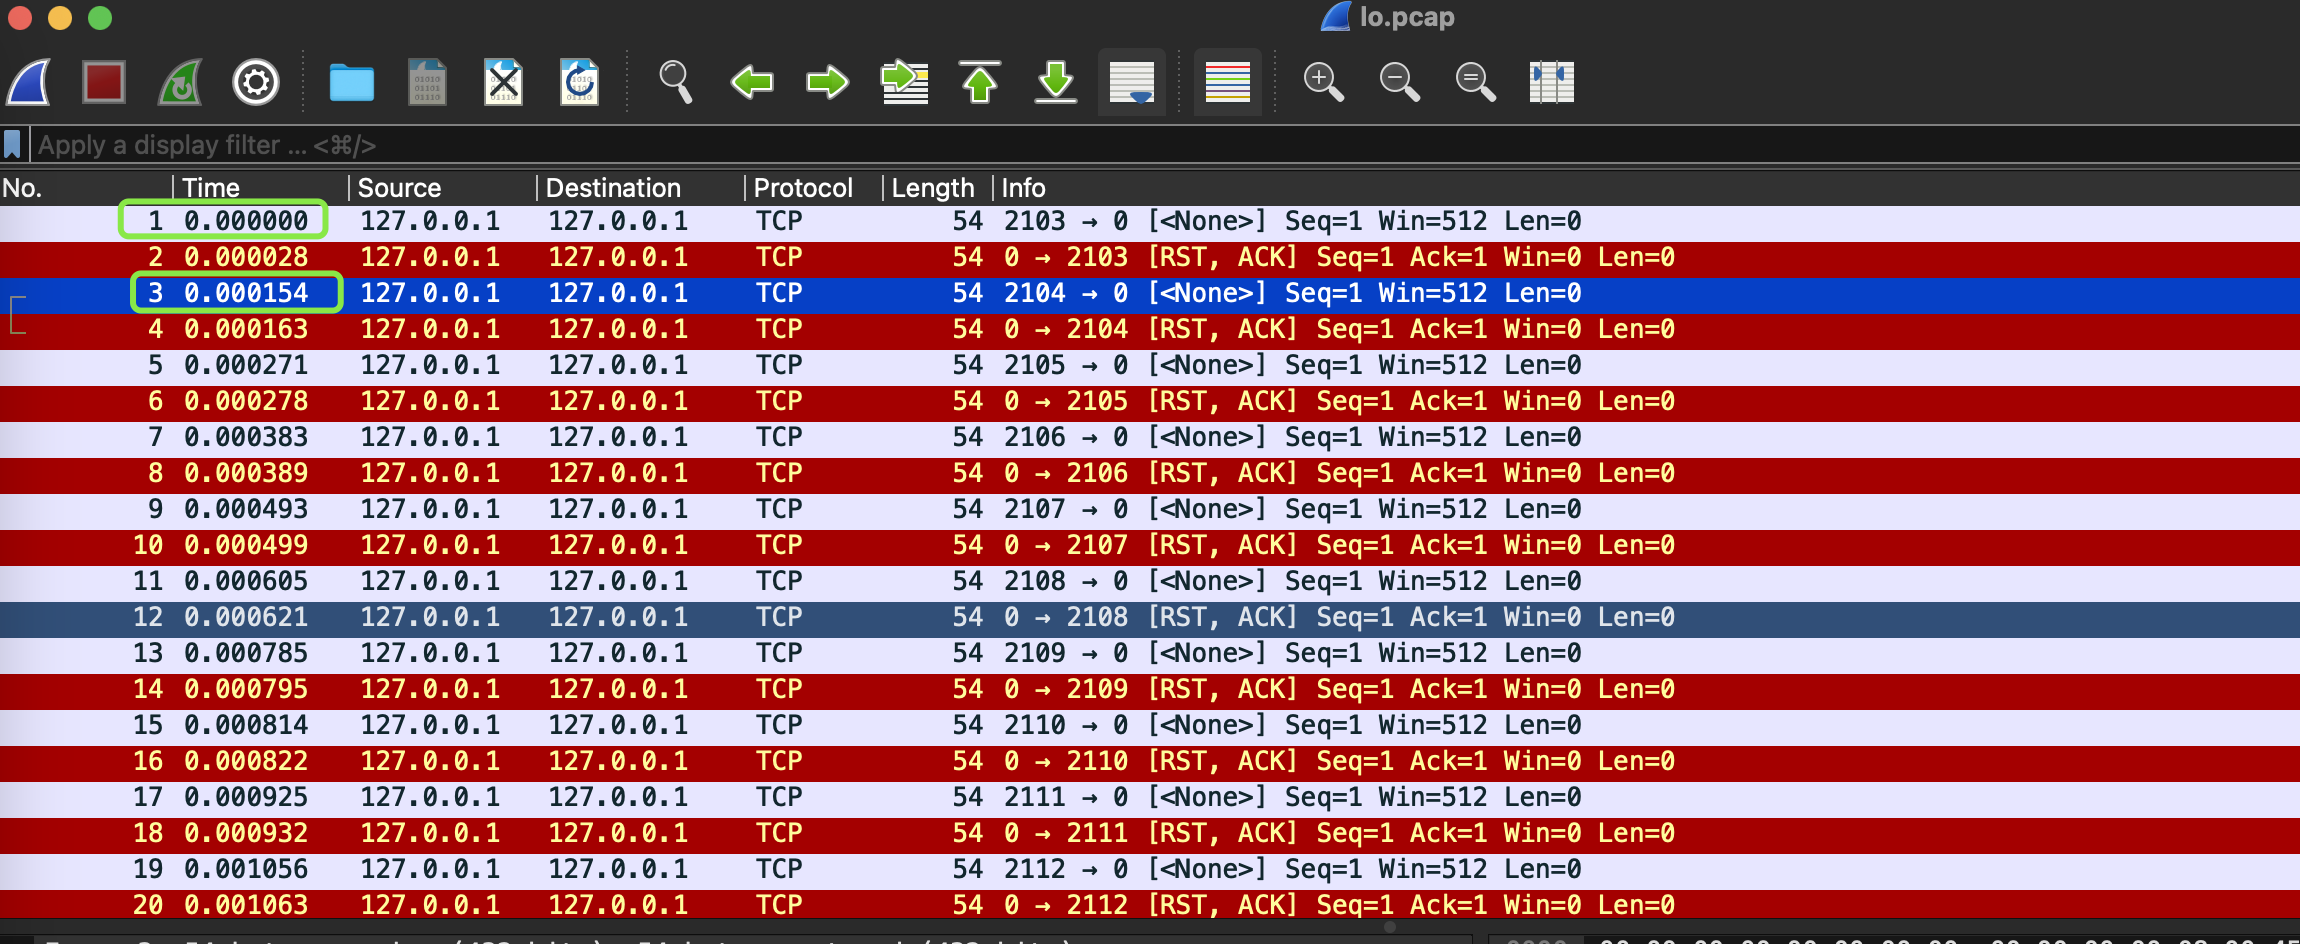 lo.pcap
Apply a display filter ... <⌘/>
No. Time Source Destination Protocol Length Info
1 0.000000 127.0.0.1 127.0.0.1 TCP 54 2103 → 0 [<None>] Seq=1 Win=512 Len=0
2 0.000028 127.0.0.1 127.0.0.1 TCP 54 0 → 2103 [RST, ACK] Seq=1 Ack=1 Win=0 Len=0
3 0.000154 127.0.0.1 127.0.0.1 TCP 54 2104 → 0 [<None>] Seq=1 Win=512 Len=0
4 0.000163 127.0.0.1 127.0.0.1 TCP 54 0 → 2104 [RST, ACK] Seq=1 Ack=1 Win=0 Len=0
5 0.000271 127.0.0.1 127.0.0.1 TCP 54 2105 → 0 [<None>] Seq=1 Win=512 Len=0
6 0.000278 127.0.0.1 127.0.0.1 TCP 54 0 → 2105 [RST, ACK] Seq=1 Ack=1 Win=0 Len=0
7 0.000383 127.0.0.1 127.0.0.1 TCP 54 2106 → 0 [<None>] Seq=1 Win=512 Len=0
8 0.000389 127.0.0.1 127.0.0.1 TCP 54 0 → 2106 [RST, ACK] Seq=1 Ack=1 Win=0 Len=0
9 0.000493 127.0.0.1 127.0.0.1 TCP 54 2107 → 0 [<None>] Seq=1 Win=512 Len=0
10 0.000499 127.0.0.1 127.0.0.1 TCP 54 0 → 2107 [RST, ACK] Seq=1 Ack=1 Win=0 Len=0
11 0.000605 127.0.0.1 127.0.0.1 TCP 54 2108 → 0 [<None>] Seq=1 Win=512 Len=0
12 0.000621 127.0.0.1 127.0.0.1 TCP 54 0 → 2108 [RST, ACK] Seq=1 Ack=1 Win=0 Len=0
13 0.000785 127.0.0.1 127.0.0.1 TCP 54 2109 → 0 [<None>] Seq=1 Win=512 Len=0
14 0.000795 127.0.0.1 127.0.0.1 TCP 54 0 → 2109 [RST, ACK] Seq=1 Ack=1 Win=0 Len=0
15 0.000814 127.0.0.1 127.0.0.1 TCP 54 2110 → 0 [<None>] Seq=1 Win=512 Len=0
16 0.000822 127.0.0.1 127.0.0.1 TCP 54 0 → 2110 [RST, ACK] Seq=1 Ack=1 Win=0 Len=0
17 0.000925 127.0.0.1 127.0.0.1 TCP 54 2111 → 0 [<None>] Seq=1 Win=512 Len=0
18 0.000932 127.0.0.1 127.0.0.1 TCP 54 0 → 2111 [RST, ACK] Seq=1 Ack=1 Win=0 Len=0
19 0.001056 127.0.0.1 127.0.0.1 TCP 54 2112 → 0 [<None>] Seq=1 Win=512 Len=0
20 0.001063 127.0.0.1 127.0.0.1 TCP 54 0 → 2112 [RST, ACK] Seq=1 Ack=1 Win=0 Len=0